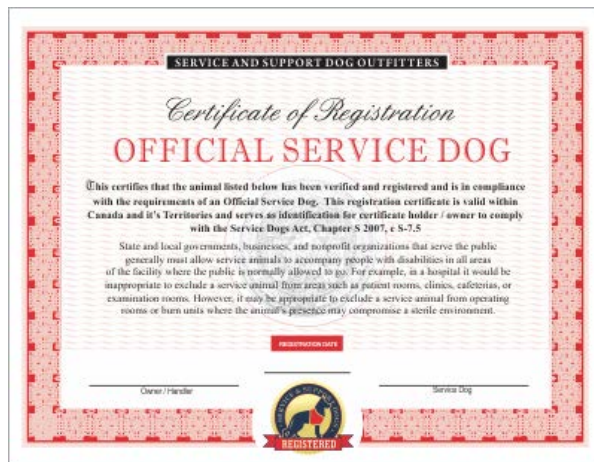 SERVICE AND SUPPORT DOG OUTFITTERS
Certificate of Registration
OFFICIAL SERVICE DOG
This certifies that the animal listed below has been verified and registered and is in compliance
with the requirements of an Official Service Dog. This registration certificate is valid within
Canada and it's Territories and serves as identification for certificate holder / owner to comply
with the Service Dogs Act, Chapter S 2007, c S-7.5
State and local governments, businesses, and nonprofit organizations that serve the public
generally must allow service animals to accompany people with disabilities in all areas
of the facility where the public is normally allowed to go. For example, in a hospital it would be
inappropriate to exclude a service animal from areas such as patient rooms, clinics, cafeterias, or
examination rooms. However, it may be appropriate to exclude a service animal from operating
rooms or burn units where the animal's presence may compromise a sterile environment.
REGISTRATION DATE
Owner / Handler
Service Dog
SERVICE & SUPPORT
REGISTERED